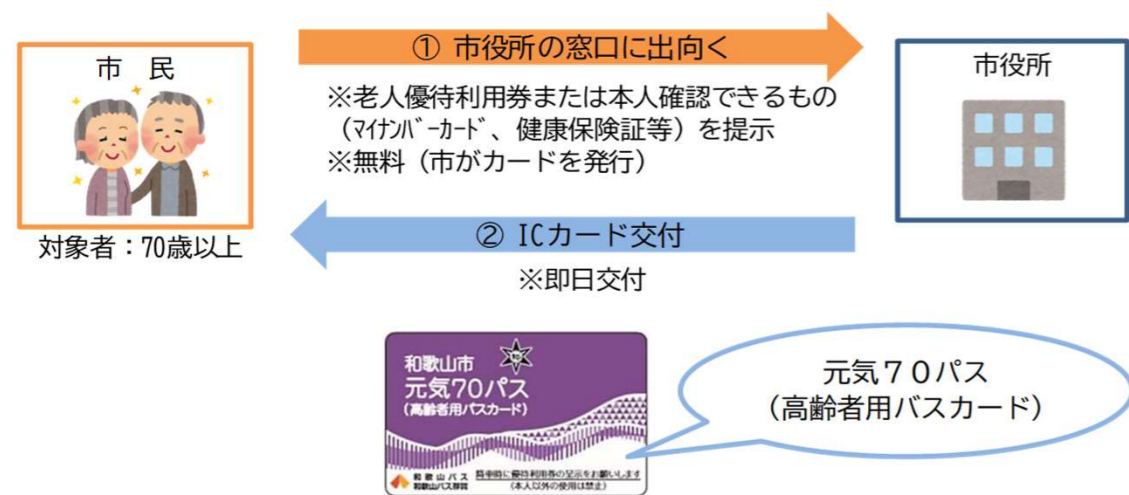 ① 市役所の窓口に出向く
市 民
市役所
※老人優待利用券または本人確認できるもの
(ﾏｲﾅﾝﾊﾞｰｶｰﾄﾞ、健康保険証等)を提示
※無料(市がカードを発行)
② ICカード交付
対象者：70歳以上
※即日交付
和歌山市
元気70パス
(高齢者用バスカード)
和歌山バス
和歌山バス那賀
降車時に優待利用券の呈示をお願いします
(本人以外の使用は禁止)
元気７０パス
(高齢者用バスカード)